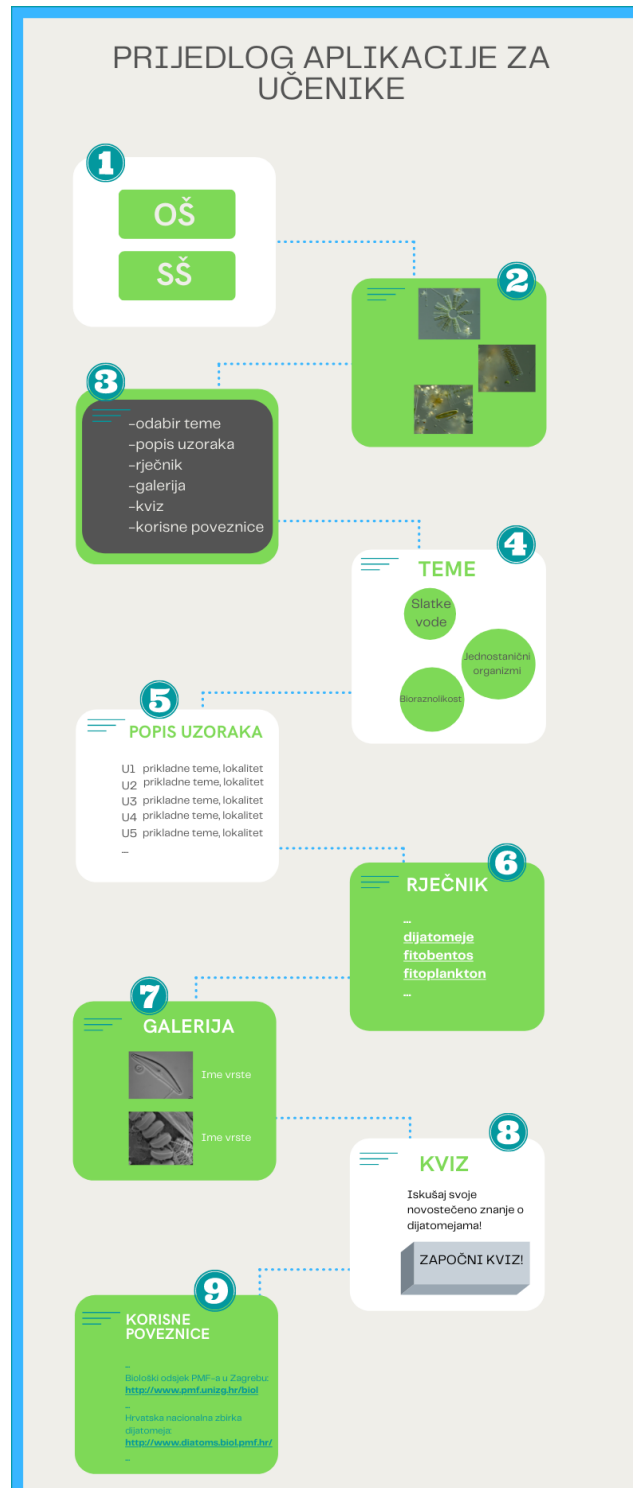 PRIJEDLOG APLIKACIJE ZA
UČENIKE
1
OŠ
SŠ
2
3
-odabir teme
-popis uzoraka
-rječnik
-galerija
-kviz
-korisne poveznice
4
TEME
Slatke
vode
Jednostanični
organizmi
Bioraznolikost
5
POPIS UZORAKA
U1 prikladne teme, lokalitet
U2 prikladne teme, lokalitet
U3 prikladne teme, lokalitet
U4 prikladne teme, lokalitet
U5 prikladne teme, lokalitet
...
6
RJEČNIK
...
dijatomeje
fitobentos
fitoplankton
...
7
GALERIJA
Ime vrste
Ime vrste
8
KVIZ
Iskušaj svoje
novostečeno znanje o
dijatomejama!
ZAPOČNI KVIZ!
9
KORISNE
POVEZNICE
...
Biološki odsjek PMF-a u Zagrebu:
http://www.pmf.unizg.hr/biol
...
Hrvatska nacionalna zbirka
dijatomeja:
http://www.diatoms.biol.pmf.hr/
...